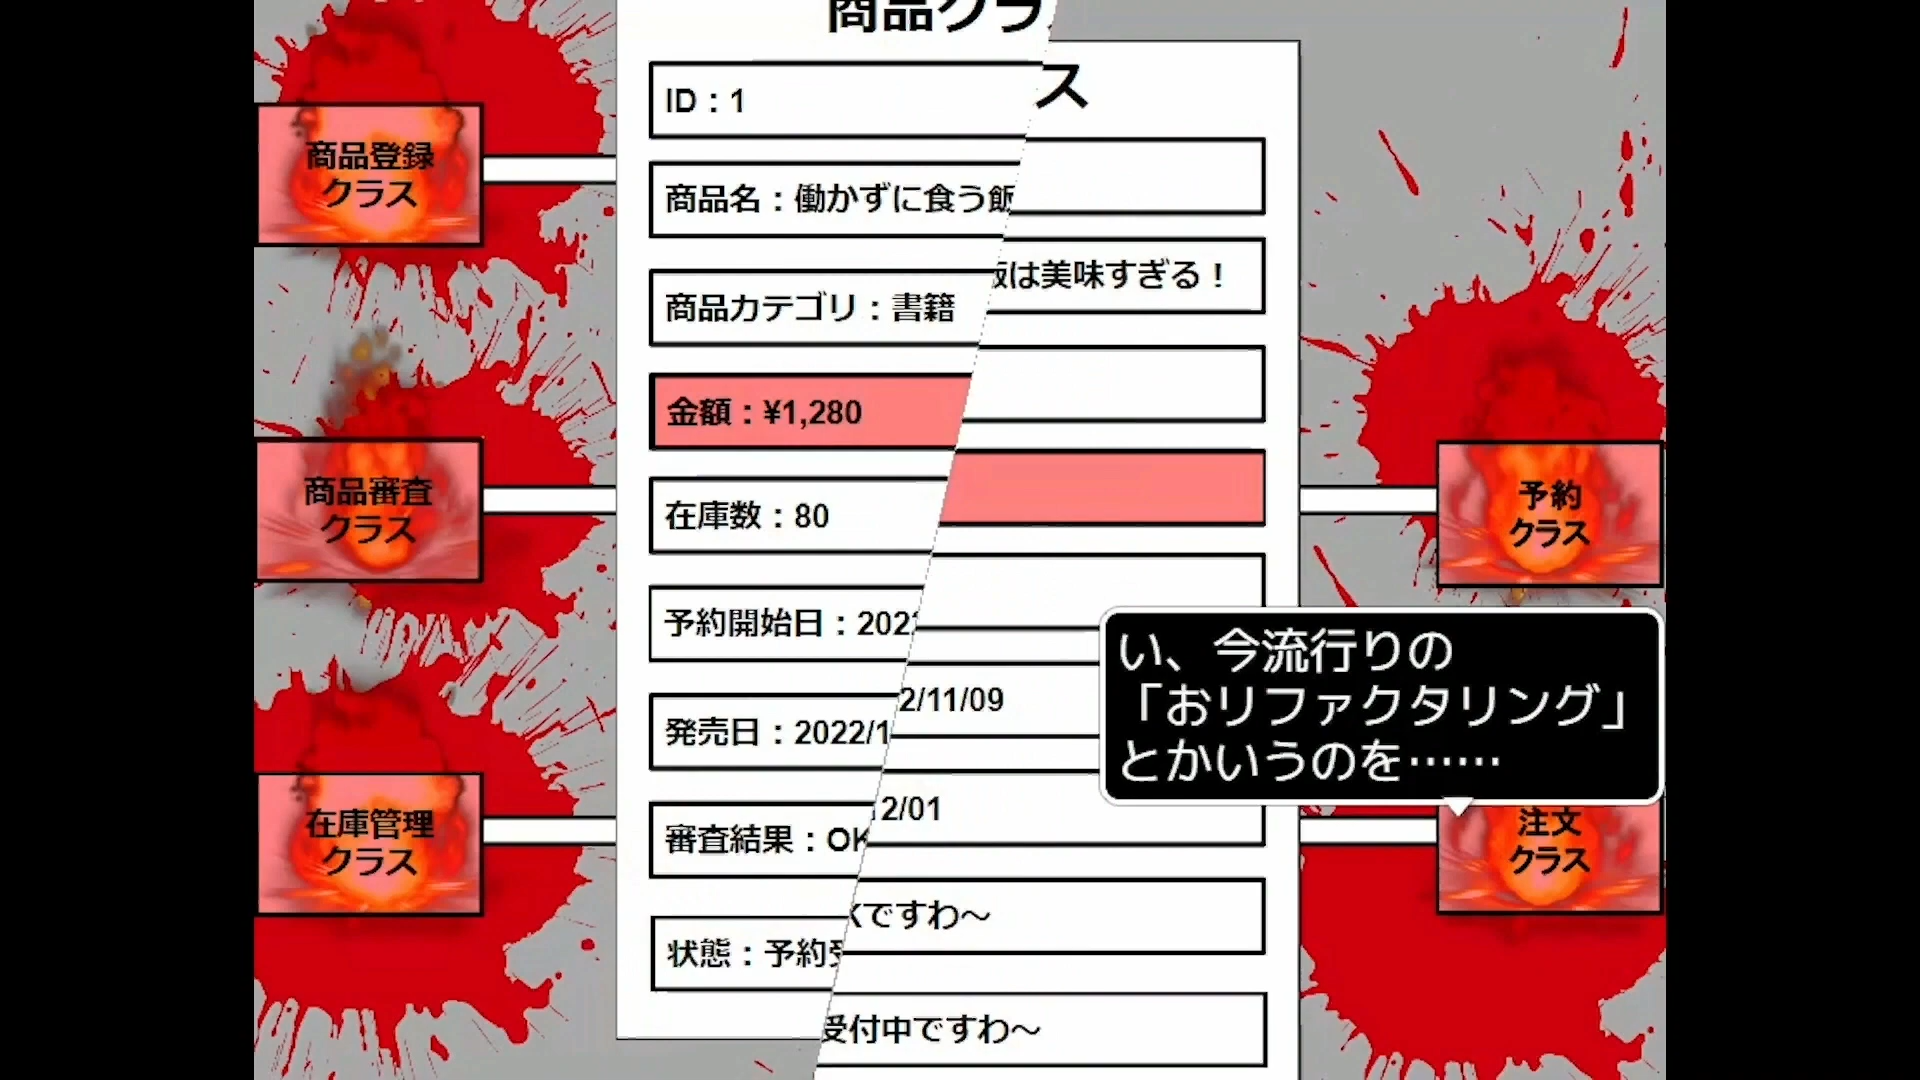 商品クラ
ス
ID：1
商品名：働かずに食う飯
飯は美味すぎる！
商品カテゴリ：書籍
金額：¥1,280
在庫数：80
予約開始日：202
2/11/09
発売日：2022/1
2/01
審査結果：OK
Kですわ～
状態：予約受
受付中ですわ～
商品登録
クラス
商品審査
クラス
在庫管理
クラス
予約
クラス
い、今流行りの
「おリファクタリング」
とかいうのを……
注文
クラス